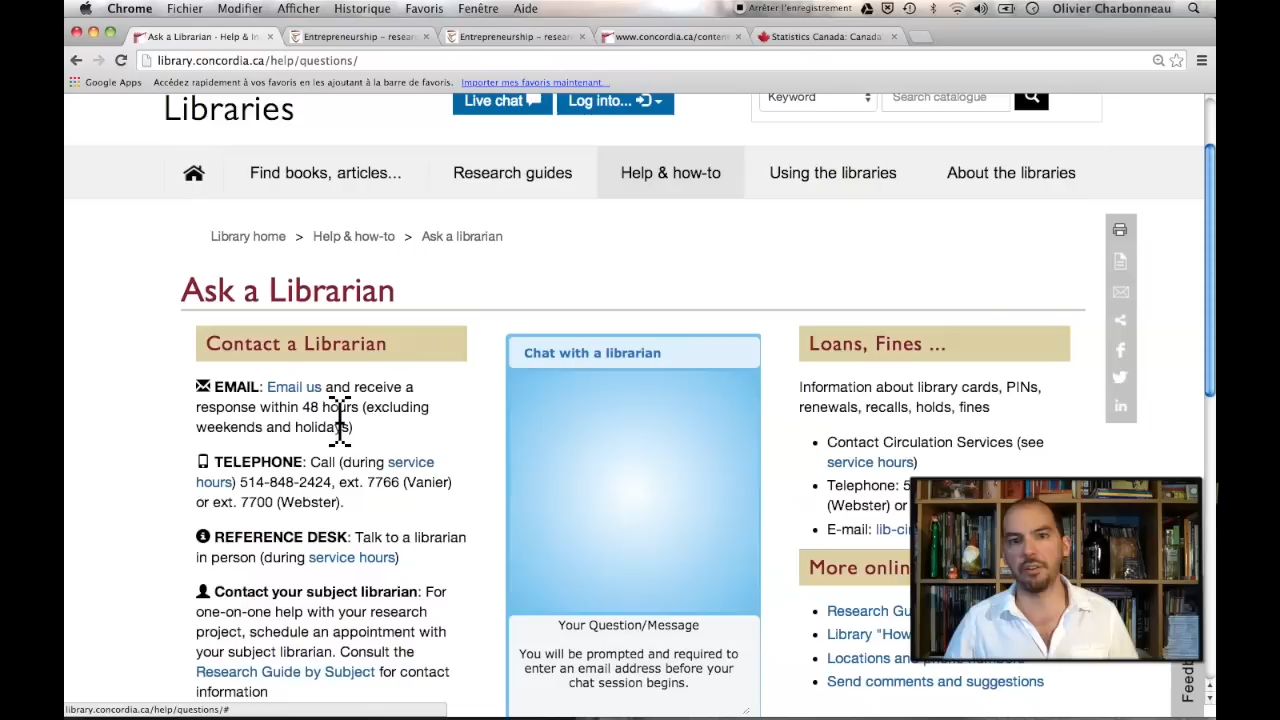 Chrome Fichier Modifier Afficher Historique Favoris Fenêtre Aide Arrêter l'enregistrement Olivier Charbonneau
Ask a Librarian - Help & In Entrepreneurship – resear Entrepreneurship – resear www.concordia.ca/conten Statistics Canada: Canada'
library.concordia.ca/help/questions/
Google Apps Accédez rapidement à vos favoris en les ajoutant à la barre de favoris. Importer mes favoris maintenant...
Libraries
Live chat
Log into...
Keyword
Search catalogue
Find books, articles...
Research guides
Help & how-to
Using the libraries
About the libraries
Library home > Help & how-to > Ask a librarian
Ask a Librarian
Contact a Librarian
EMAIL: Email us and receive a
response within 48 hours (excluding
weekends and holidays)
TELEPHONE: Call (during service
hours) 514-848-2424, ext. 7766 (Vanier)
or ext. 7700 (Webster).
REFERENCE DESK: Talk to a librarian
in person (during service hours)
Contact your subject librarian: For
one-on-one help with your research
project, schedule an appointment with
your subject librarian. Consult the
Research Guide by Subject for contact
information
Chat with a librarian
Your Question/Message
You will be prompted and required to
enter an email address before your
chat session begins.
Loans, Fines ...
Information about library cards, PINs,
renewals, recalls, holds, fines
Contact Circulation Services (see
service hours)
Telephone: 5
(Webster) or
E-mail: lib-ci
More onlin
Research Gu
Library "How
Locations and phone numbers
Send comments and suggestions
Feedb
library.concordia.ca/help/questions/#